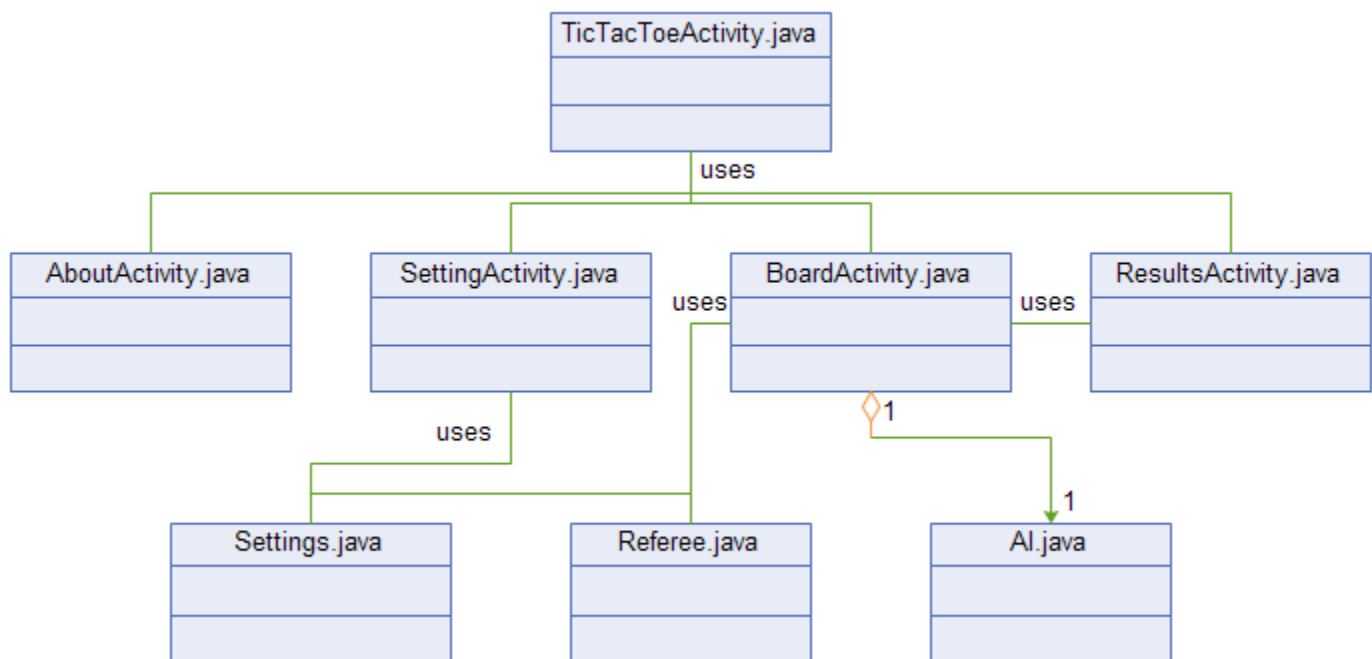 TicTacToeActivity.java
uses
AboutActivity.java
SettingActivity.java
BoardActivity.java
ResultsActivity.java
uses
uses
1
uses
1
Settings.java
Referee.java
AI.java